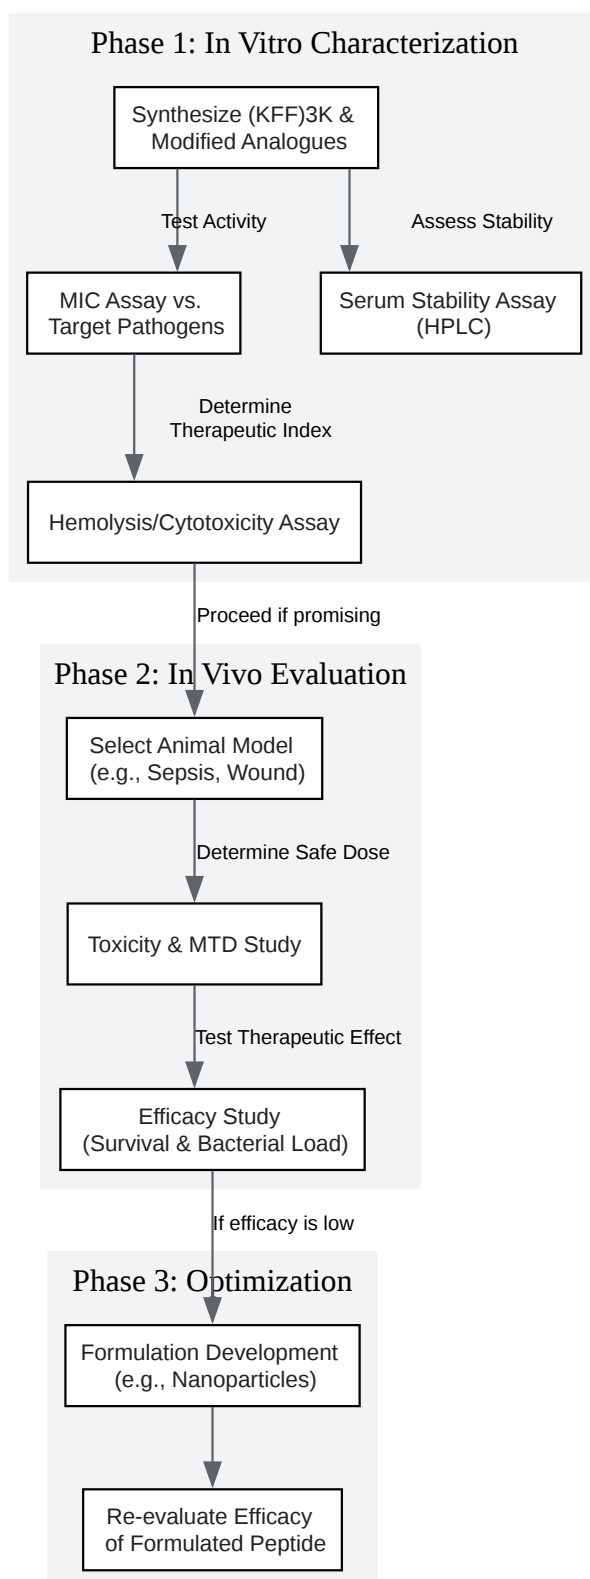 Phase 1: In Vitro Characterization
Synthesize (KFF)3K &
Modified Analogues
Test Activity
Assess Stability
MIC Assay vs.
Target Pathogens
Serum Stability Assay
(HPLC)
Determine
Therapeutic Index
Hemolysis/Cytotoxicity Assay
Proceed if promising
Phase 2: In Vivo Evaluation
Select Animal Model
(e.g., Sepsis, Wound)
Determine Safe Dose
Toxicity & MTD Study
Test Therapeutic Effect
Efficacy Study
(Survival & Bacterial Load)
If efficacy is low
Phase 3: Optimization
Formulation Development
(e.g., Nanoparticles)
Re-evaluate Efficacy
of Formulated Peptide